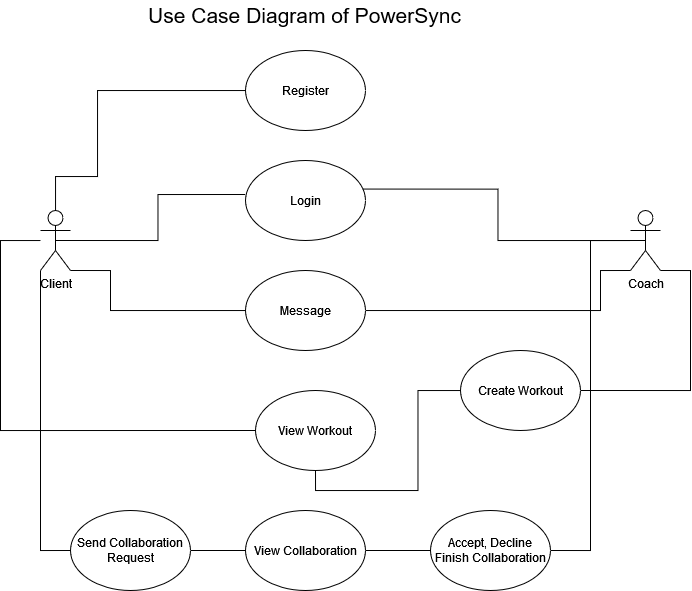 Use Case Diagram of PowerSync
Register
Login
Client
Coach
Message
Create Workout
View Workout
Send Collaboration
Request
View Collaboration
Accept, Decline
Finish Collaboration